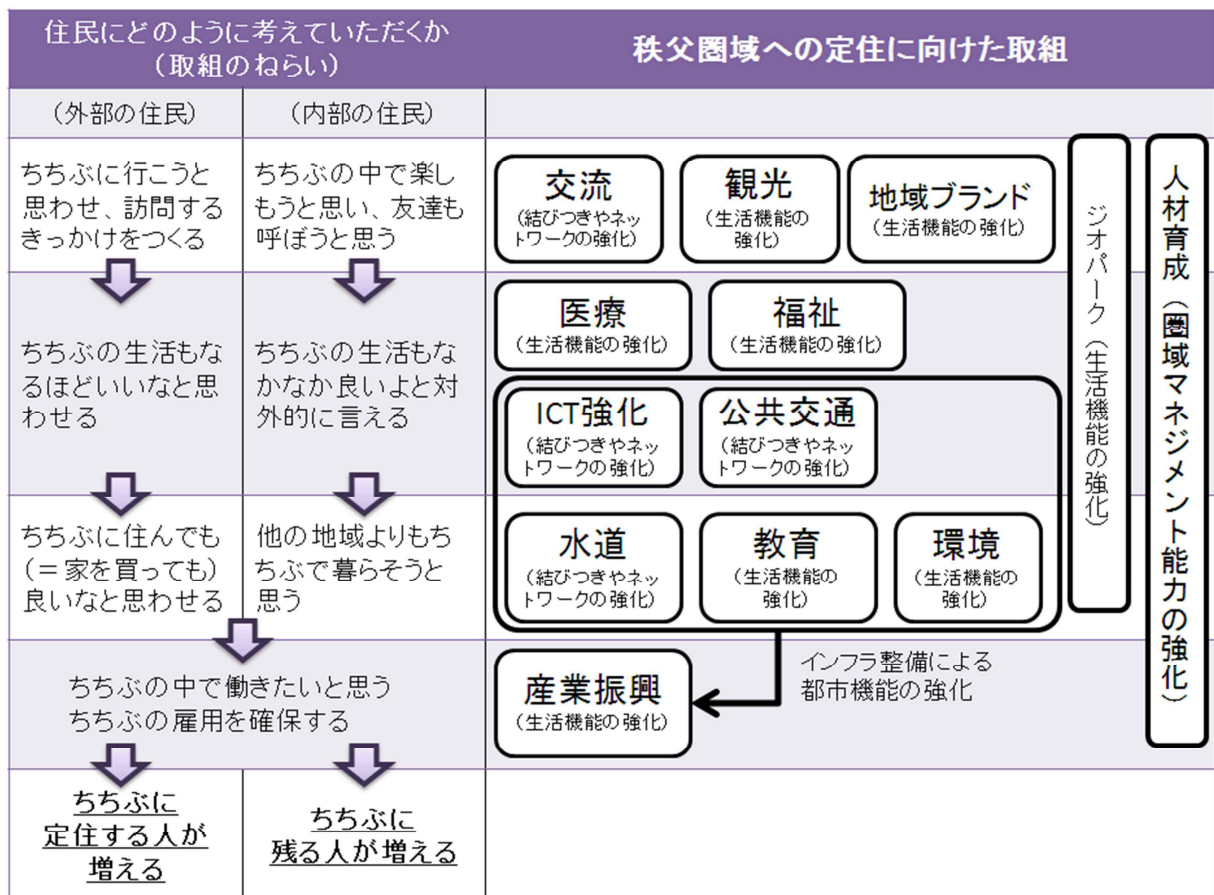 住民にどのように考えていただくか
（取組のねらい）
秩父圏域への定住に向けた取組
（外部の住民）
（内部の住民）
ちちぶに行こうと
思わせ、訪問する
きっかけをつくる
ちちぶの中で楽し
もうと思い、友達も
呼ぼうと思う
交流
（結びつきやネッ
トワークの強化）
観光
（生活機能の
強化）
地域ブランド
（生活機能の強化）
ジオパーク（生活機能の強化）
人材育成（圏域マネジメント能力の強化）
ちちぶの生活もな
るほどいいなと思
わせる
ちちぶの生活もな
かなか良いよと対
外的に言える
医療
（生活機能の強化）
福祉
（生活機能の強化）
ICT強化
（結びつきやネッ
トワークの強化）
公共交通
（結びつきやネッ
トワークの強化）
ちちぶに住んでも
（＝家を買っても）
良いなと思わせる
他の地域よりもち
ちぶで暮らそうと
思う
水道
（結びつきやネッ
トワークの強化）
教育
（生活機能の
強化）
環境
（生活機能の
強化）
ちちぶの中で働きたいと思う
ちちぶの雇用を確保する
産業振興
（生活機能の強化）
インフラ整備による
都市機能の強化
ちちぶに
定住する人が
増える
ちちぶに
残る人が増える